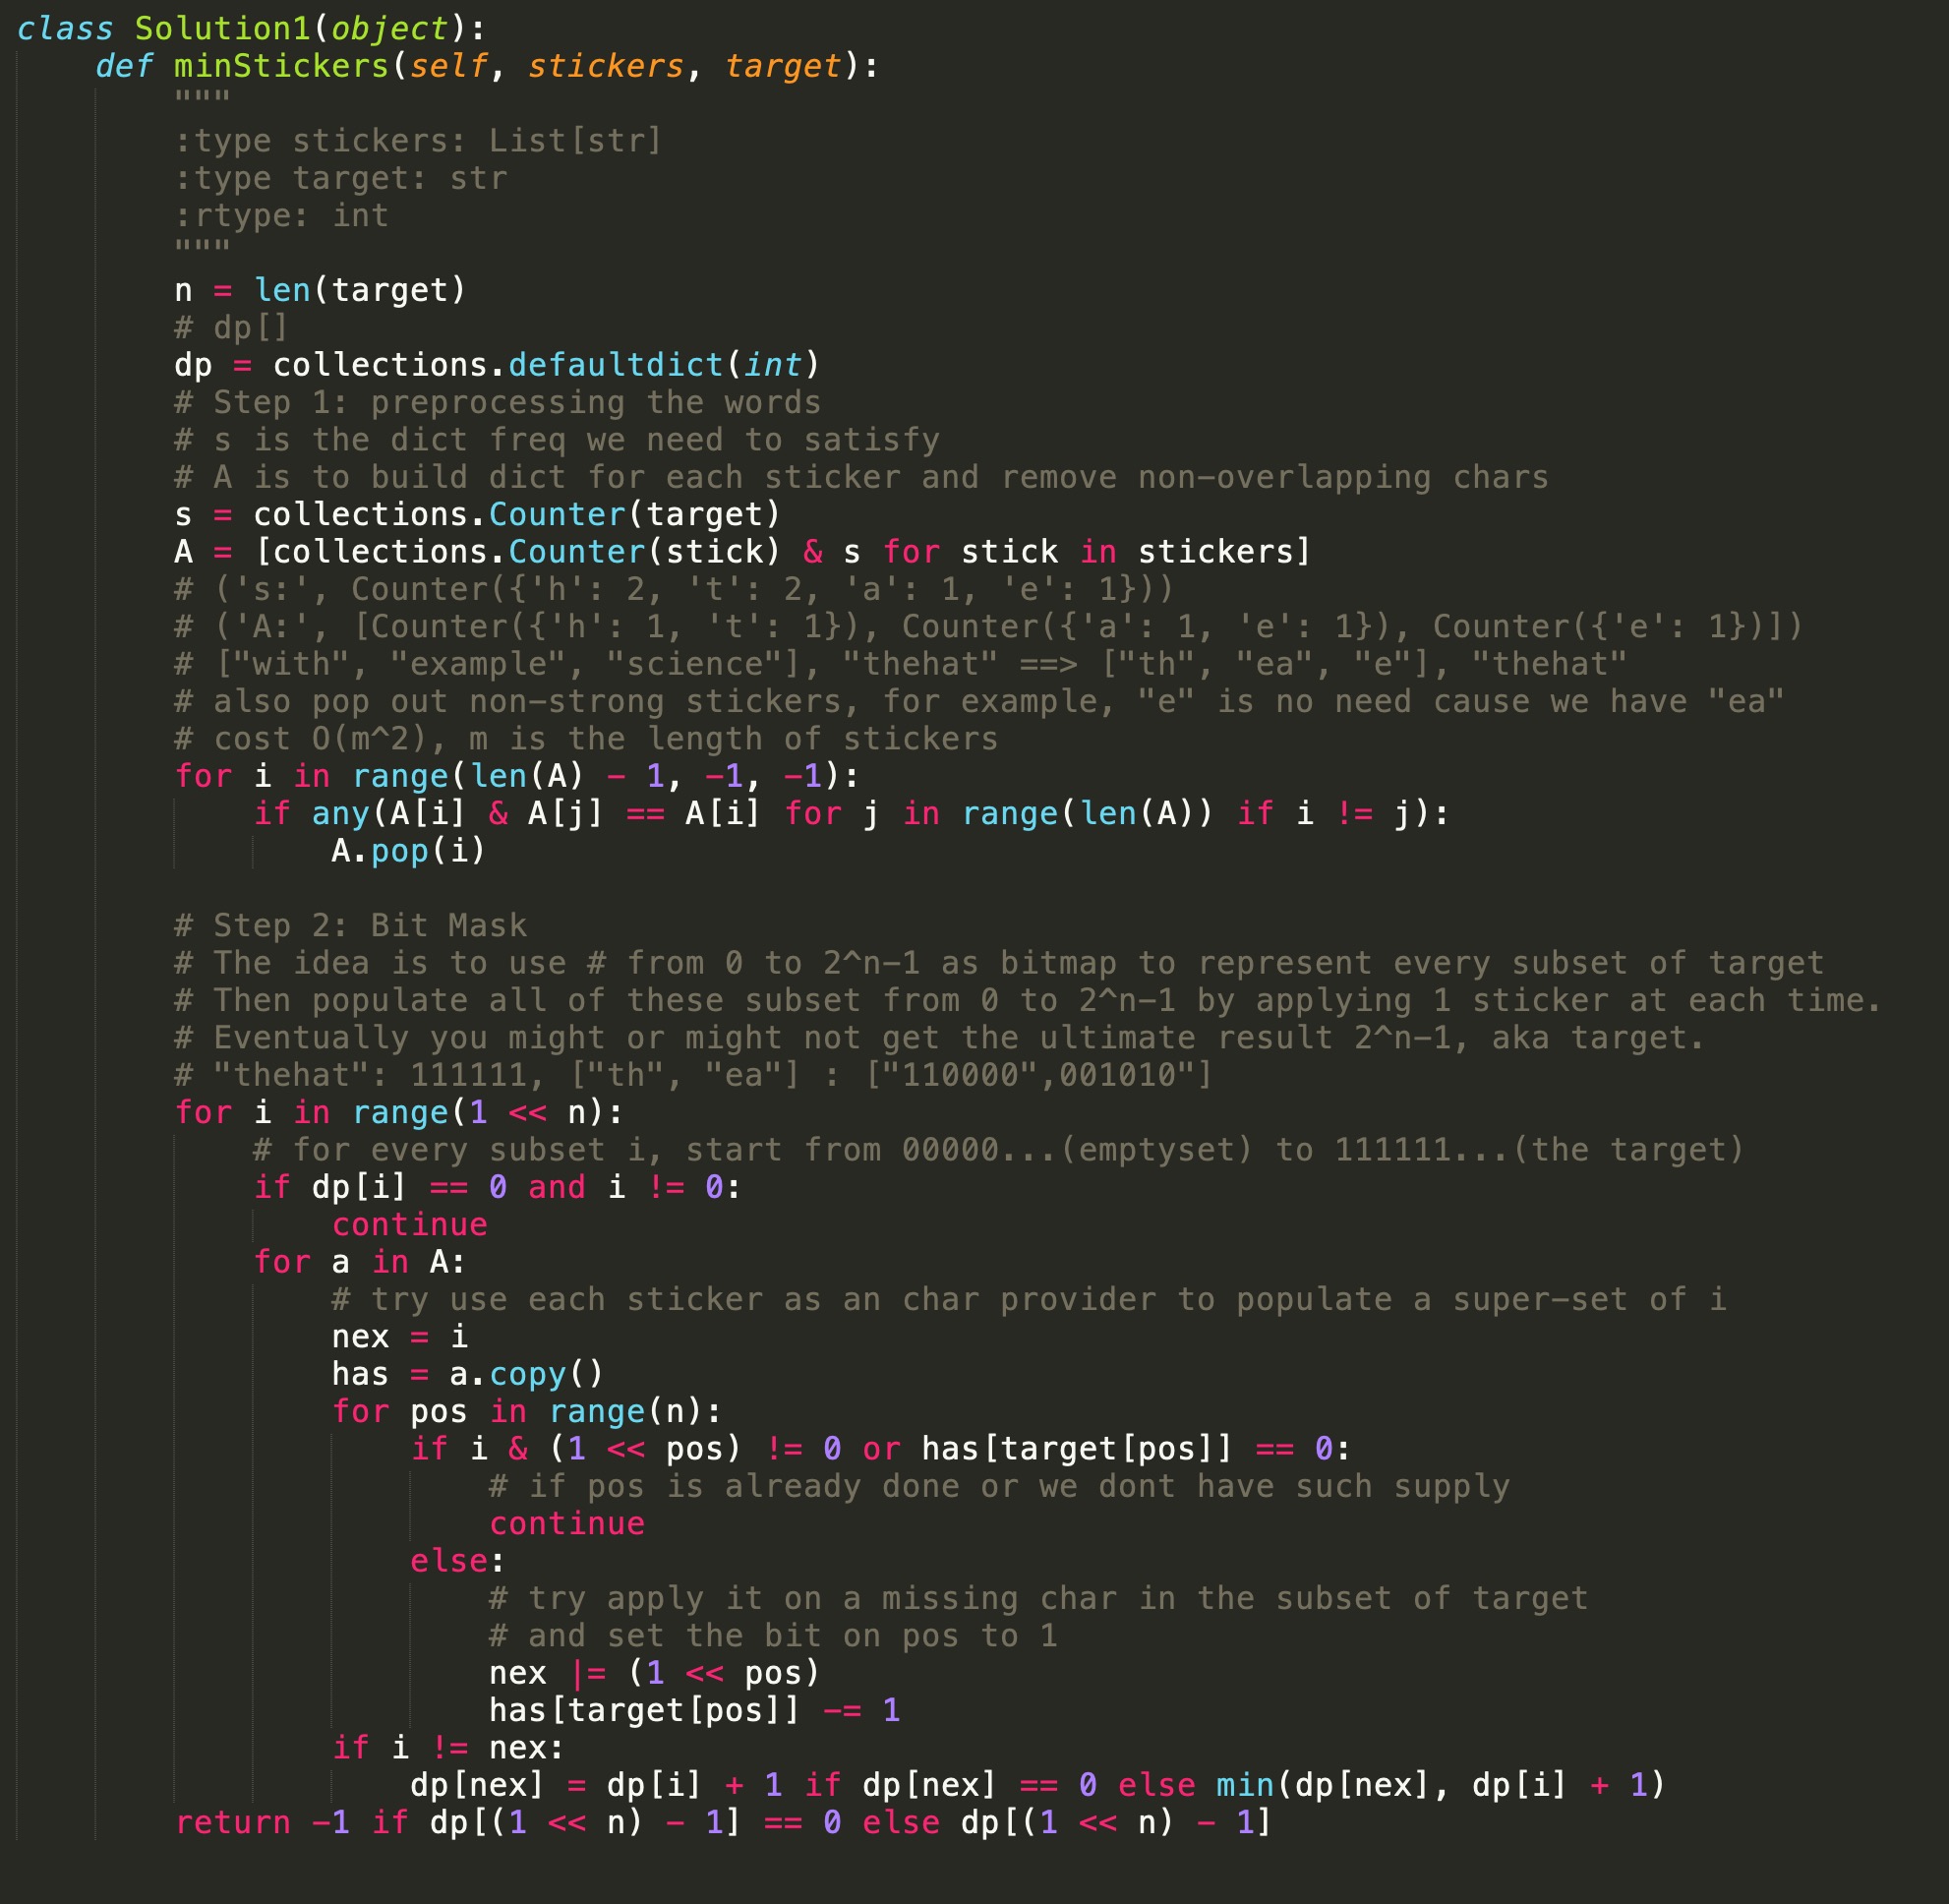 class Solution1(object):
    def minStickers(self, stickers, target):
        """
        :type stickers: List[str]
        :type target: str
        :rtype: int
        """
        n = len(target)
        # dp[]
        dp = collections.defaultdict(int)
        # Step 1: preprocessing the words
        # s is the dict freq we need to satisfy
        # A is to build dict for each sticker and remove non-overlapping chars
        s = collections.Counter(target)
        A = [collections.Counter(stick) & s for stick in stickers]
        # ('s:', Counter({'h': 2, 't': 2, 'a': 1, 'e': 1}))
        # ('A:', [Counter({'h': 1, 't': 1}), Counter({'a': 1, 'e': 1}), Counter({'e': 1})])
        # ["with", "example", "science"], "thehat" ==> ["th", "ea", "e"], "thehat"
        # also pop out non-strong stickers, for example, "e" is no need cause we have "ea"
        # cost O(m^2), m is the length of stickers
        for i in range(len(A) - 1, -1, -1):
            if any(A[i] & A[j] == A[i] for j in range(len(A)) if i != j):
                A.pop(i)

        # Step 2: Bit Mask
        # The idea is to use # from 0 to 2^n-1 as bitmap to represent every subset of target
        # Then populate all of these subset from 0 to 2^n-1 by applying 1 sticker at each time.
        # Eventually you might or might not get the ultimate result 2^n-1, aka target.
        # "thehat": 111111, ["th", "ea"] : ["110000",001010"]
        for i in range(1 << n):
            # for every subset i, start from 00000...(emptyset) to 111111...(the target)
            if dp[i] == 0 and i != 0:
                continue
            for a in A:
                # try use each sticker as an char provider to populate a super-set of i
                nex = i
                has = a.copy()
                for pos in range(n):
                    if i & (1 << pos) != 0 or has[target[pos]] == 0:
                        # if pos is already done or we dont have such supply
                        continue
                    else:
                        # try apply it on a missing char in the subset of target
                        # and set the bit on pos to 1
                        nex |= (1 << pos)
                        has[target[pos]] -= 1
                if i != nex:
                    dp[nex] = dp[i] + 1 if dp[nex] == 0 else min(dp[nex], dp[i] + 1)
        return -1 if dp[(1 << n) - 1] == 0 else dp[(1 << n) - 1]